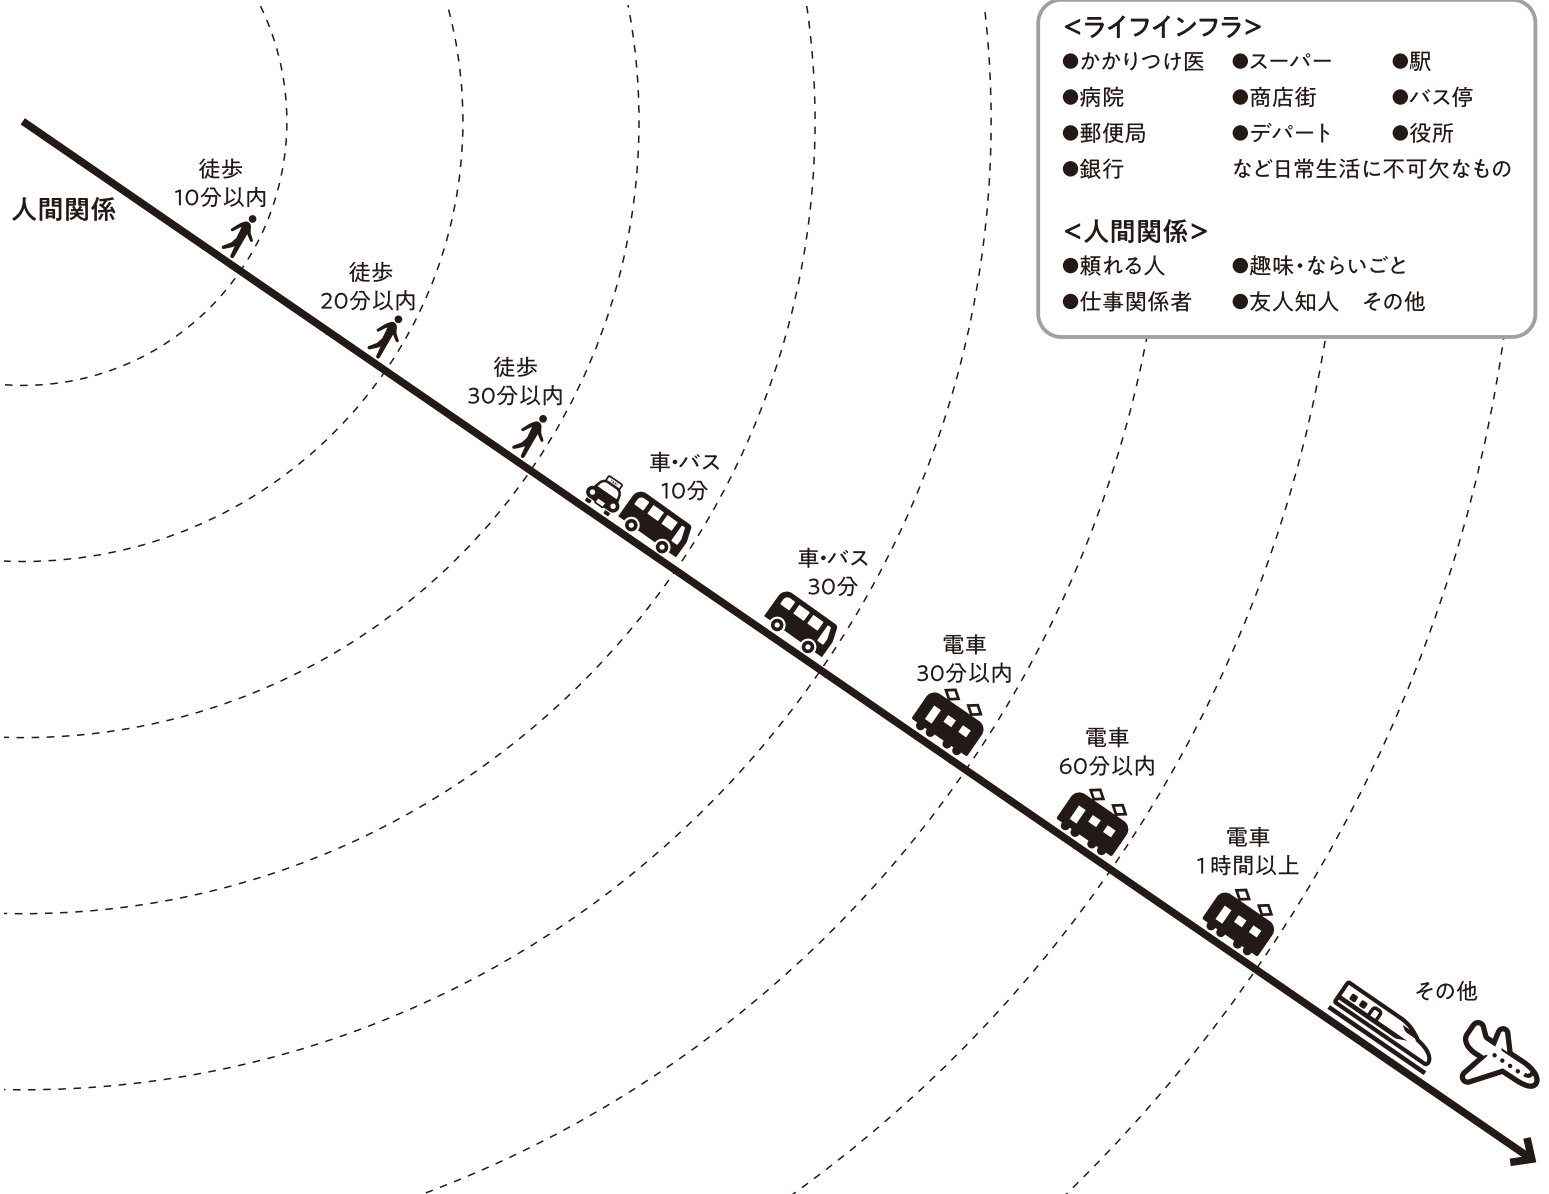 <ライフインフラ>
●かかりつけ医 ●スーパー ●駅
●病院 ●商店街 ●バス停
●郵便局 ●デパート ●役所
●銀行 など日常生活に不可欠なもの
<人間関係>
●頼れる人 ●趣味・ならいごと
●仕事関係者 ●友人知人 その他
人間関係
徒歩
10分以内
徒歩
20分以内
徒歩
30分以内
車・バス
10分
車・バス
30分
電車
30分以内
電車
60分以内
電車
1時間以上
その他